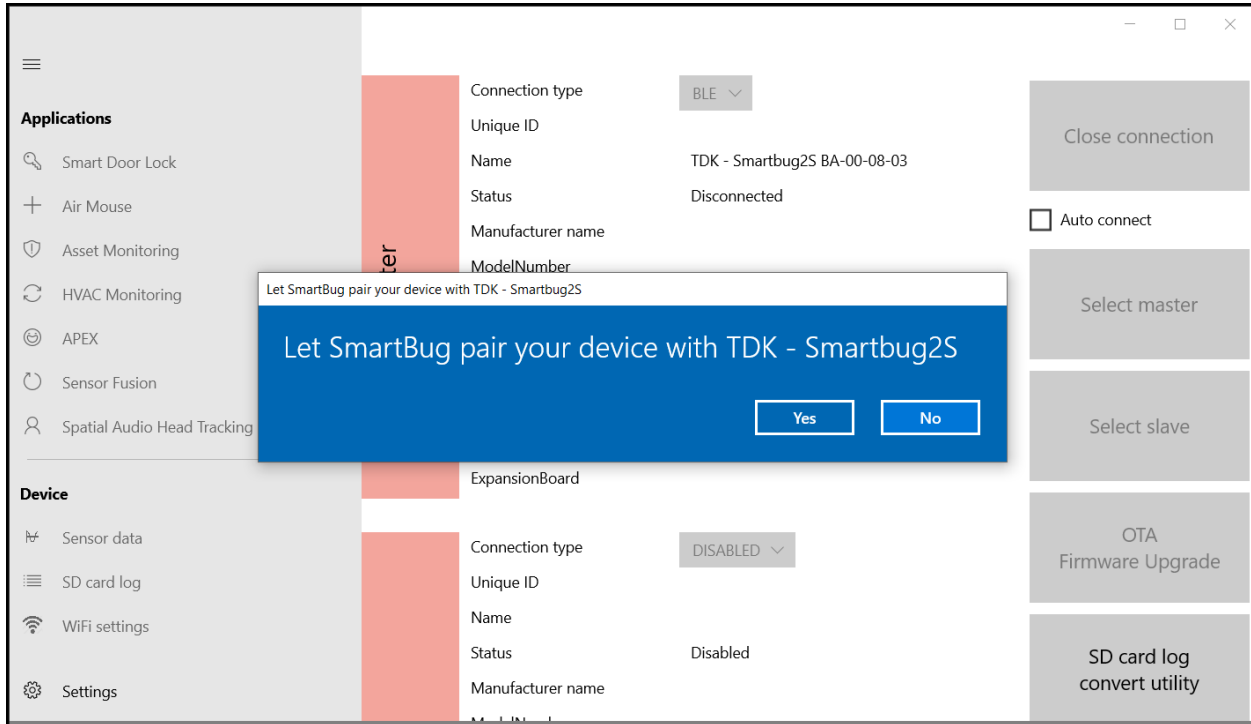 Applications
Smart Door Lock
Air Mouse
Asset Monitoring
HVAC Monitoring
APEX
Sensor Fusion
Spatial Audio Head Tracking
Device
Sensor data
SD card log
WiFi settings
Settings
Connection type BLE
Unique ID
Name TDK - Smartbug2S BA-00-08-03
Status Disconnected
Manufacturer name
ModelNumber
Let SmartBug pair your device with TDK - Smartbug2S
Let SmartBug pair your device with TDK - Smartbug2S
Yes No
ExpansionBoard
Connection type DISABLED
Unique ID
Name
Status Disabled
Manufacturer name
Close connection
Auto connect
Select master
Select slave
OTA
Firmware Upgrade
SD card log
convert utility